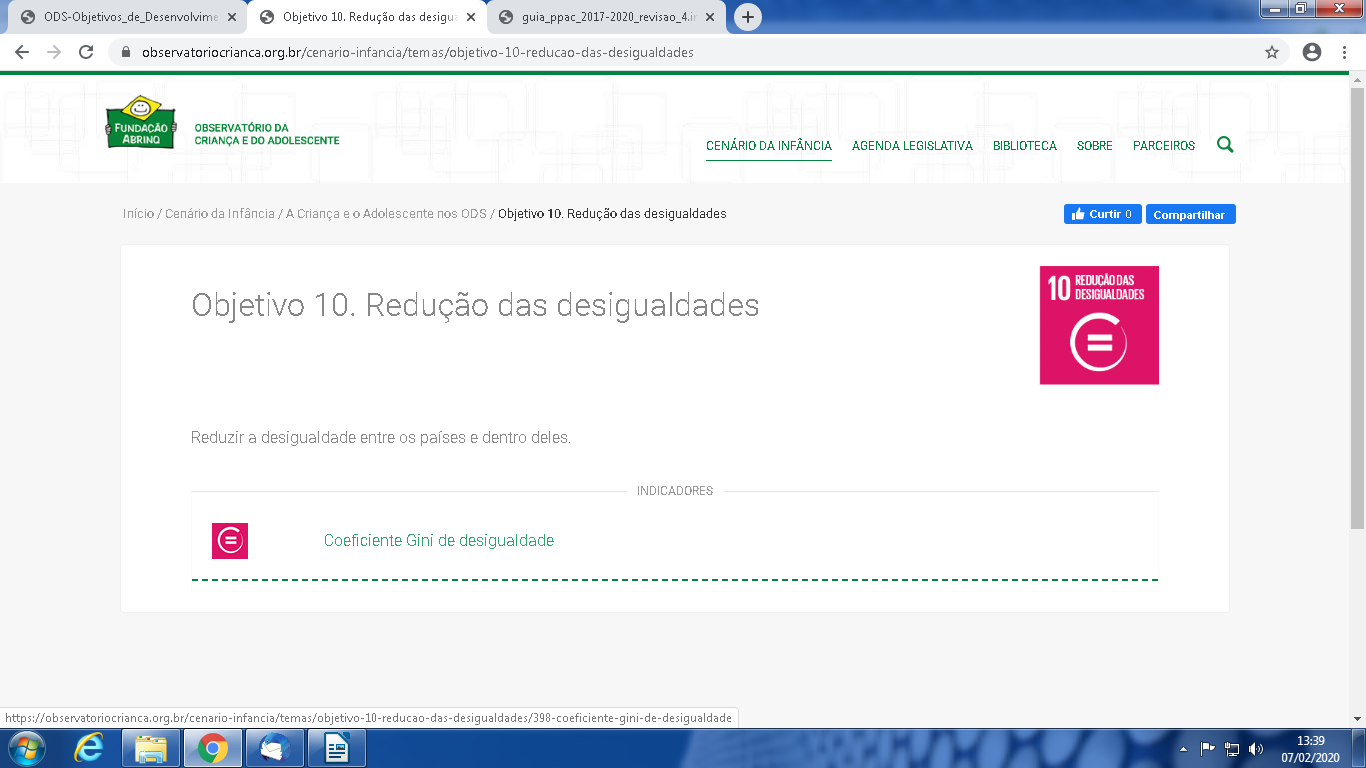 ODS-Objetivos_de_Desenvolvime
Objetivo 10. Redução das desigua
guia_ppac_2017-2020_revisao_4.in
observatoriocrianca.org.br/cenario-infancia/temas/objetivo-10-reducao-das-desigualdades
FUNDAÇÃO
ABRINQ
OBSERVATÓRIO DA
CRIANÇA E DO ADOLESCENTE
CENÁRIO DA INFÂNCIA AGENDA LEGISLATIVA BIBLIOTECA SOBRE PARCEIROS
Início / Cenário da Infância / A Criança e o Adolescente nos ODS / Objetivo 10. Redução das desigualdades
Curtir 0 Compartilhar
Objetivo 10. Redução das desigualdades
10 REDUÇÃO DAS
DESIGUALDADES
Reduzir a desigualdade entre os países e dentro deles.
INDICADORES
Coeficiente Gini de desigualdade
https://observatoriocrianca.org.br/cenario-infancia/temas/objetivo-10-reducao-das-desigualdades/398-coeficiente-gini-de-desigualdade
13:39
07/02/2020